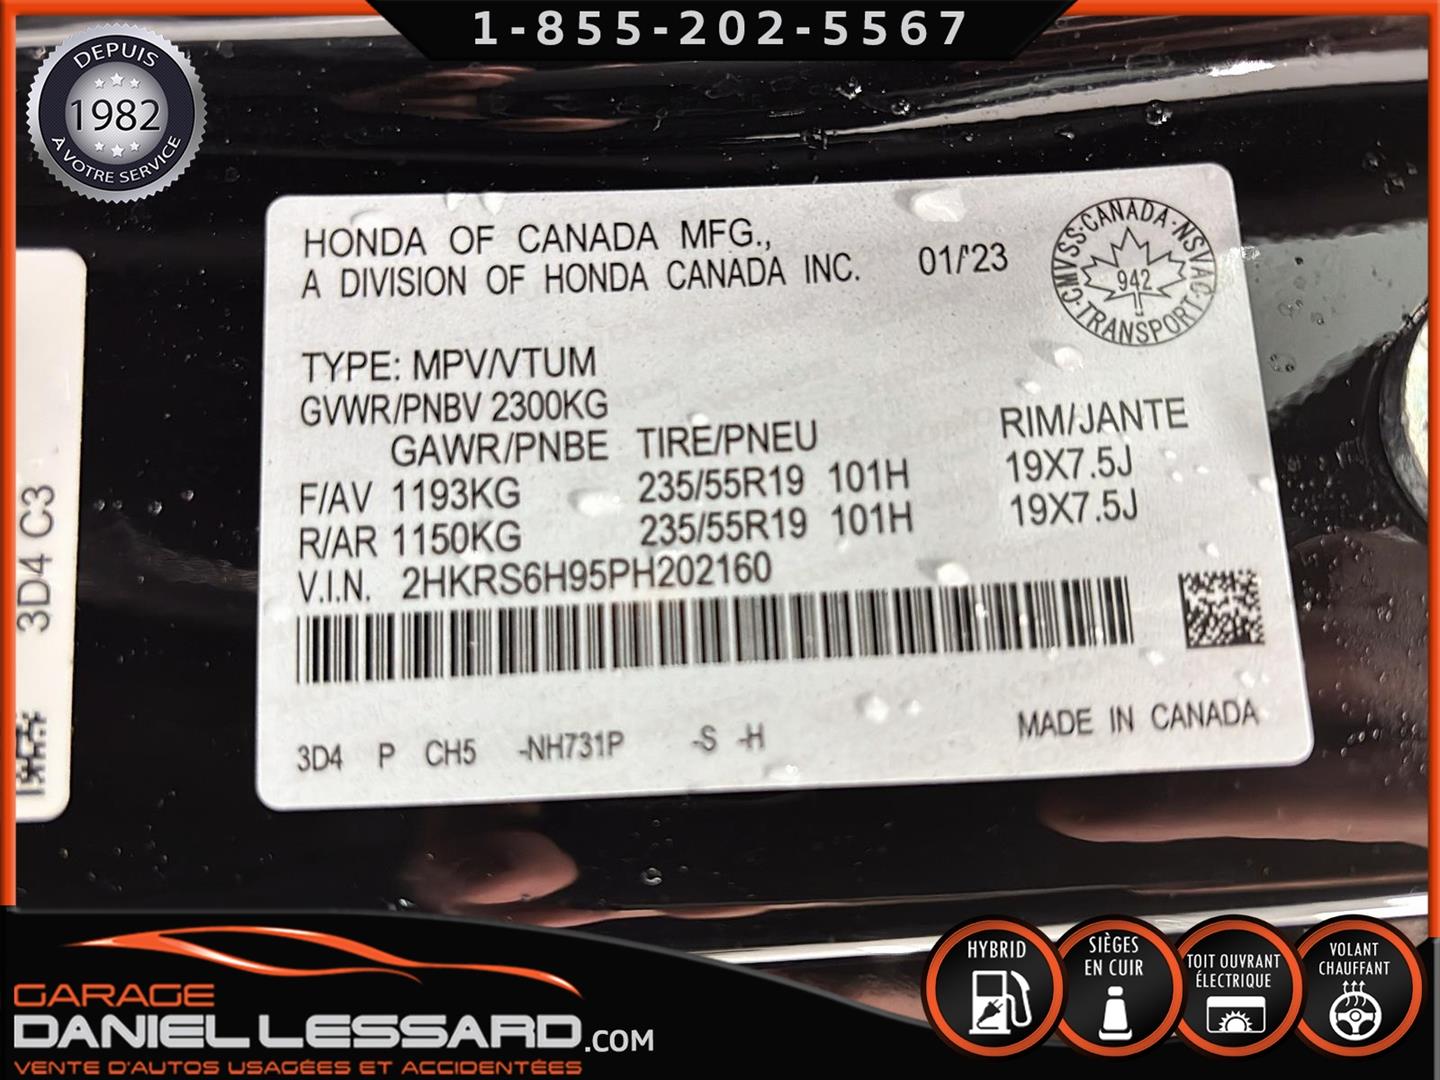 1-855-202-5567
DEPUIS
1982
À VOTRE SERVICE
HONDA OF CANADA MFG.,
A DIVISION OF HONDA CANADA INC. 01/'23
CANADA·NSVAC·TRANSPORT·CMVSS·
942
TYPE: MPV/VTUM
GVWR/PNBV 2300KG
GAWR/PNBE TIRE/PNEU RIM/JANTE
F/AV 1193KG 235/55R19 101H 19X7.5J
R/AR 1150KG 235/55R19 101H 19X7.5J
V.I.N. 2HKRS6H95PH202160
3D4 P CH5 -NH731P -S -H MADE IN CANADA
3D4 C3
GARAGE
DANIEL LESSARD.COM
VENTE D'AUTOS USAGÉES ET ACCIDENTÉES
HYBRID
SIÈGES
EN CUIR
TOIT OUVRANT
ÉLECTRIQUE
VOLANT
CHAUFFANT